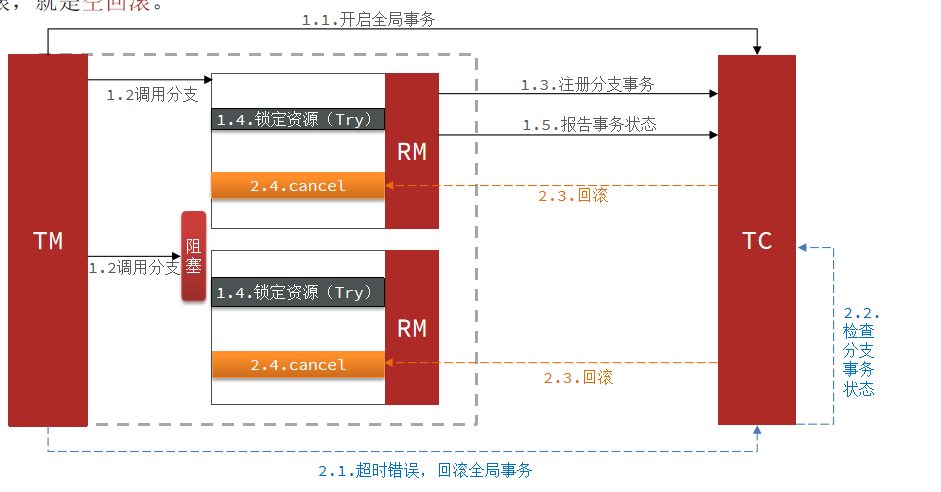 就是空回滚。
1.1.开启全局事务
1.2调用分支
1.3.注册分支事务
1.4.锁定资源（Try）
1.5.报告事务状态
RM
2.4.cancel
2.3.回滚
TM
阻塞
TC
1.2调用分支
1.4.锁定资源（Try）
RM
2.2.
检查
分支
事务
状态
2.4.cancel
2.3.回滚
2.1.超时错误，回滚全局事务